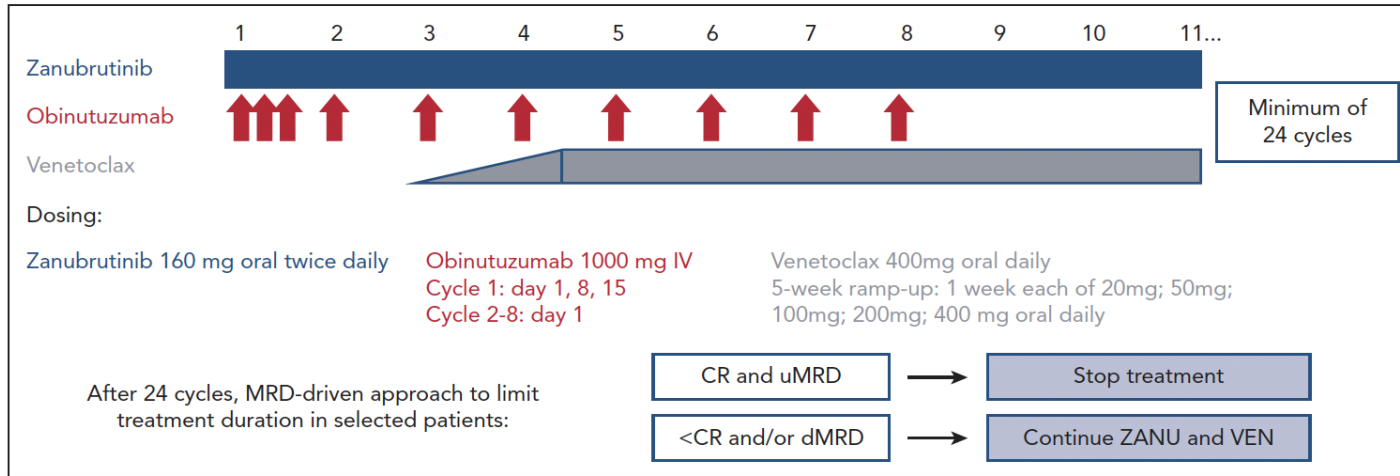 1 2 3 4 5 6 7 8 9 10 11...
Zanubrutinib
Obinutuzumab
Venetoclax
Minimum of
24 cycles
Dosing:
Zanubrutinib 160 mg oral twice daily
Obinutuzumab 1000 mg IV
Cycle 1: day 1, 8, 15
Cycle 2-8: day 1
Venetoclax 400mg oral daily
5-week ramp-up: 1 week each of 20mg; 50mg;
100mg; 200mg; 400 mg oral daily
After 24 cycles, MRD-driven approach to limit
treatment duration in selected patients:
CR and uMRD
Stop treatment
<CR and/or dMRD
Continue ZANU and VEN